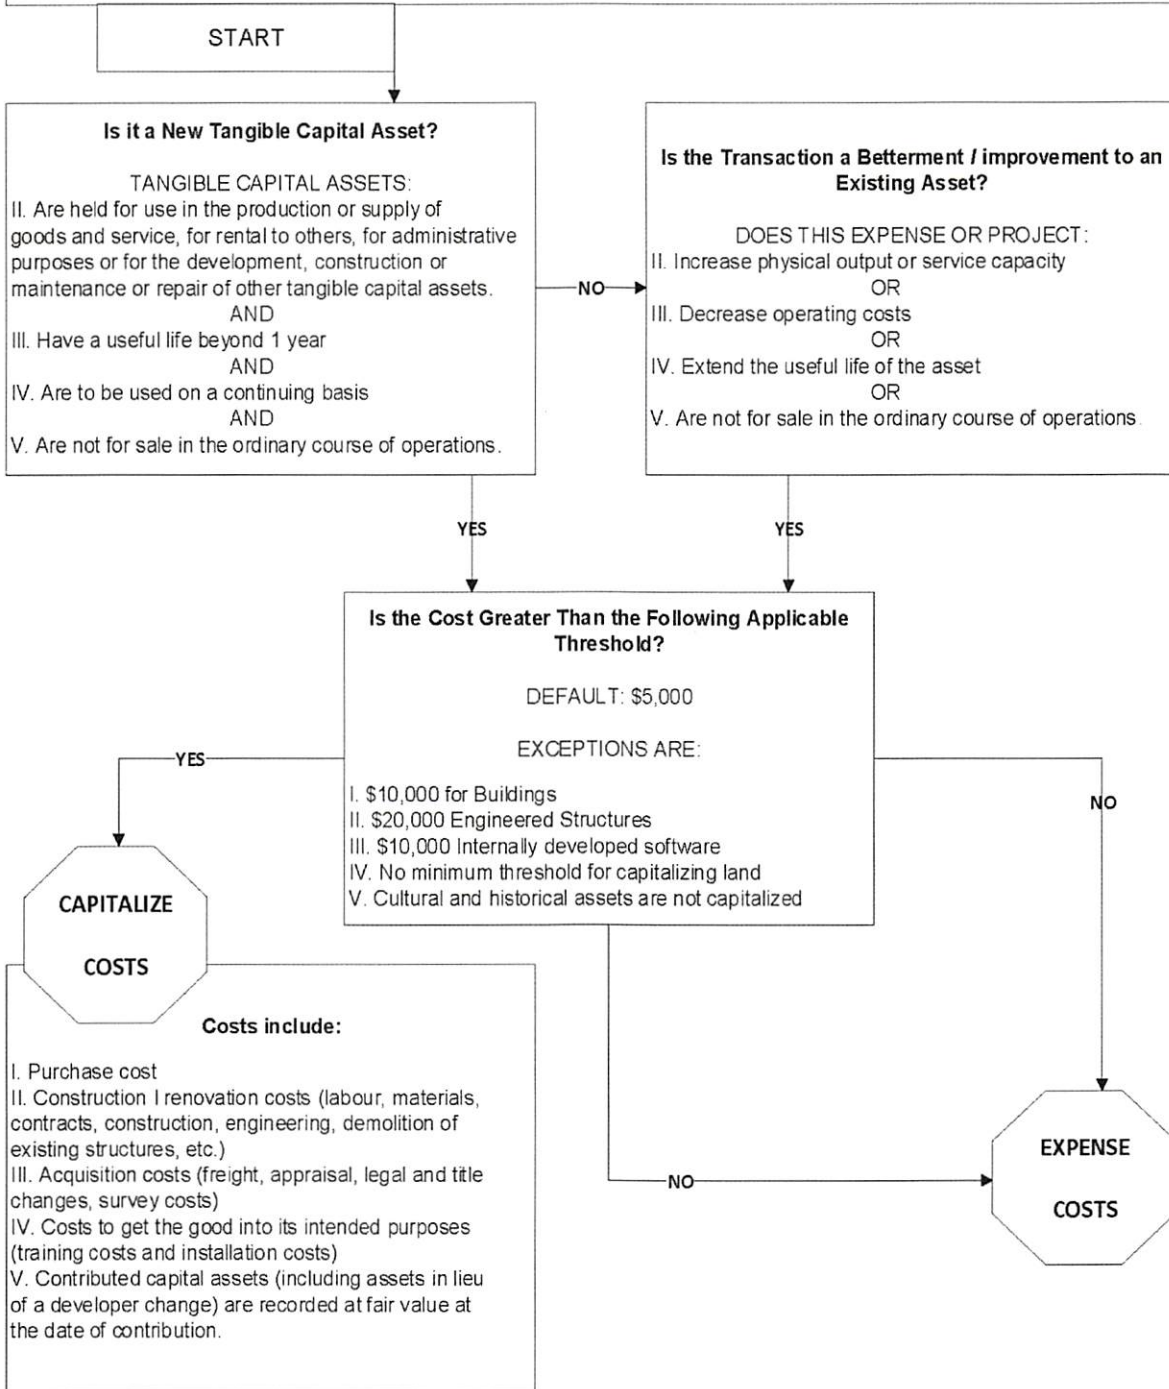 START
Is it a New Tangible Capital Asset?
TANGIBLE CAPITAL ASSETS:
II. Are held for use in the production or supply of
goods and service, for rental to others, for administrative
purposes or for the development, construction or
maintenance or repair of other tangible capital assets.
AND
III. Have a useful life beyond 1 year
AND
IV. Are to be used on a continuing basis
AND
V. Are not for sale in the ordinary course of operations.
NO
Is the Transaction a Betterment / improvement to an
Existing Asset?
DOES THIS EXPENSE OR PROJECT:
II. Increase physical output or service capacity
OR
III. Decrease operating costs
OR
IV. Extend the useful life of the asset
OR
V. Are not for sale in the ordinary course of operations.
YES
YES
Is the Cost Greater Than the Following Applicable
Threshold?
DEFAULT: $5,000
EXCEPTIONS ARE:
I. $10,000 for Buildings
II. $20,000 Engineered Structures
III. $10,000 Internally developed software
IV. No minimum threshold for capitalizing land
V. Cultural and historical assets are not capitalized
YES
NO
CAPITALIZE
COSTS
Costs include:
I. Purchase cost
II. Construction I renovation costs (labour, materials,
contracts, construction, engineering, demolition of
existing structures, etc.)
III. Acquisition costs (freight, appraisal, legal and title
changes, survey costs)
IV. Costs to get the good into its intended purposes
(training costs and installation costs)
V. Contributed capital assets (including assets in lieu
of a developer change) are recorded at fair value at
the date of contribution.
NO
EXPENSE
COSTS